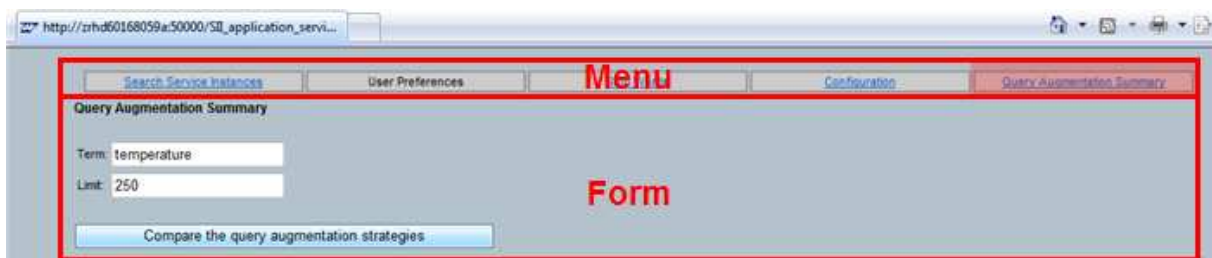 http://zrhd60168059a:50000/SII_application_servi...
Search Service Instances User Preferences Menu Configuration Query Augmentation Summary
Query Augmentation Summary
Term: temperature
Limit: 250
Form
Compare the query augmentation strategies